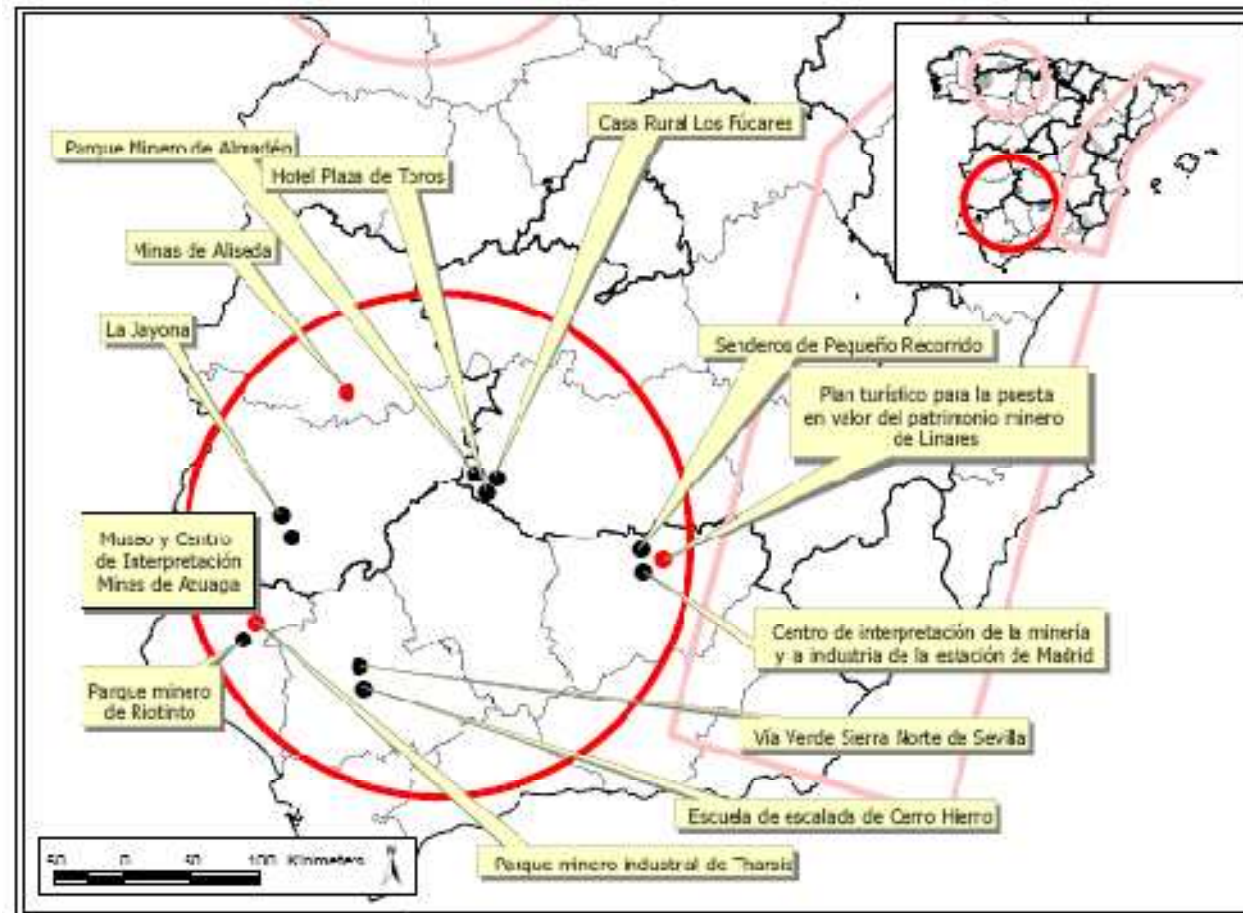 Casa Rural Los Fúcares
Parque Minero de Almadén
Hotel Plaza de Toros
Minas de Aliseda
La Jayona
Senderos de Pequeño Recorrido
Plan turístico para la puesta
en valor del patrimonio minero
de Linares
Museo y Centro
de Interpretación
Minas de Azuaga
Centro de interpretación de la minería
y a industria de la estación de Madrid
Parque minero
de Riotinto
Vía Verde Sierra Norte de Sevilla
Escuela de escalada de Cerro Hierro
Parque minero industrial de Tharsis
50 0 50 100 Kilometers
N